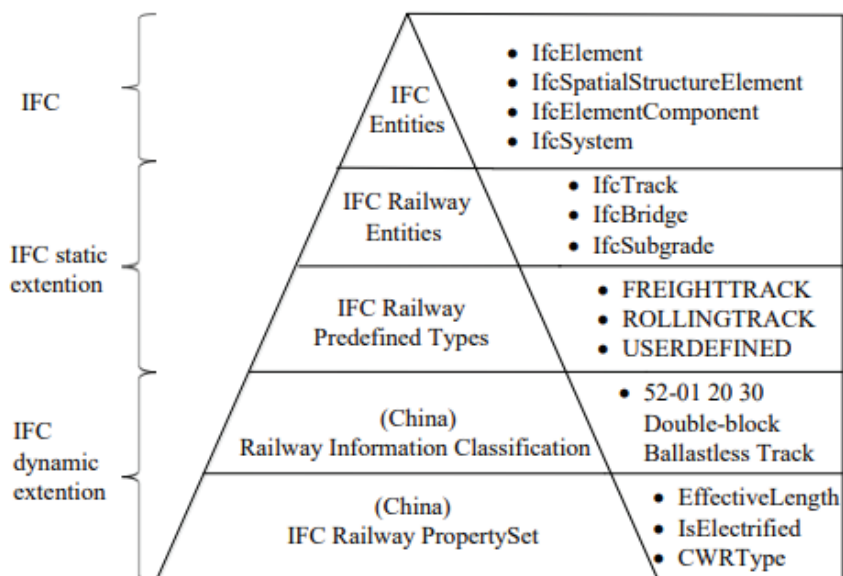 IFC
IFC
Entities
• IfcElement
• IfcSpatialStructureElement
• IfcElementComponent
• IfcSystem
IFC static
extention
IFC Railway
Entities
• IfcTrack
• IfcBridge
• IfcSubgrade
IFC Railway
Predefined Types
• FREIGHTTRACK
• ROLLINGTRACK
• USERDEFINED
IFC
dynamic
extention
(China)
Railway Information Classification
• 52-01 20 30
Double-block
Ballastless Track
(China)
IFC Railway PropertySet
• EffectiveLength
• IsElectrified
• CWRType